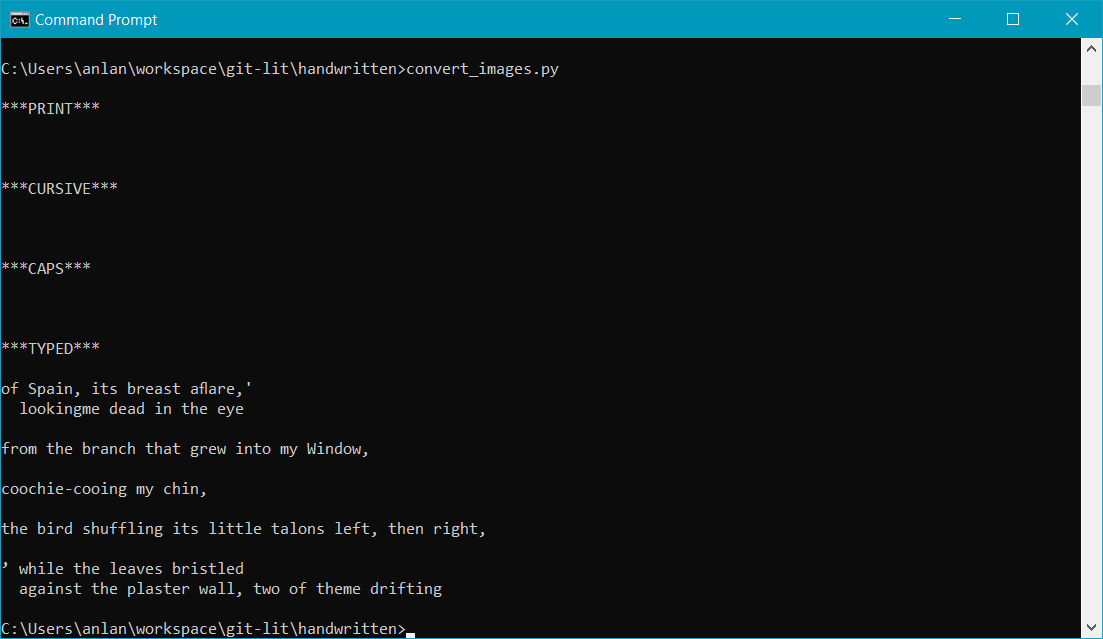 Command Prompt
C:\Users\anlan\workspace\git-lit\handwritten>convert_images.py
***PRINT***
***CURSIVE***
***CAPS***
***TYPED***
of Spain, its breast aflare,'
lookingme dead in the eye
from the branch that grew into my Window,
coochie-cooing my chin,
the bird shuffling its little talons left, then right,
’ while the leaves bristled
against the plaster wall, two of theme drifting
C:\Users\anlan\workspace\git-lit\handwritten>